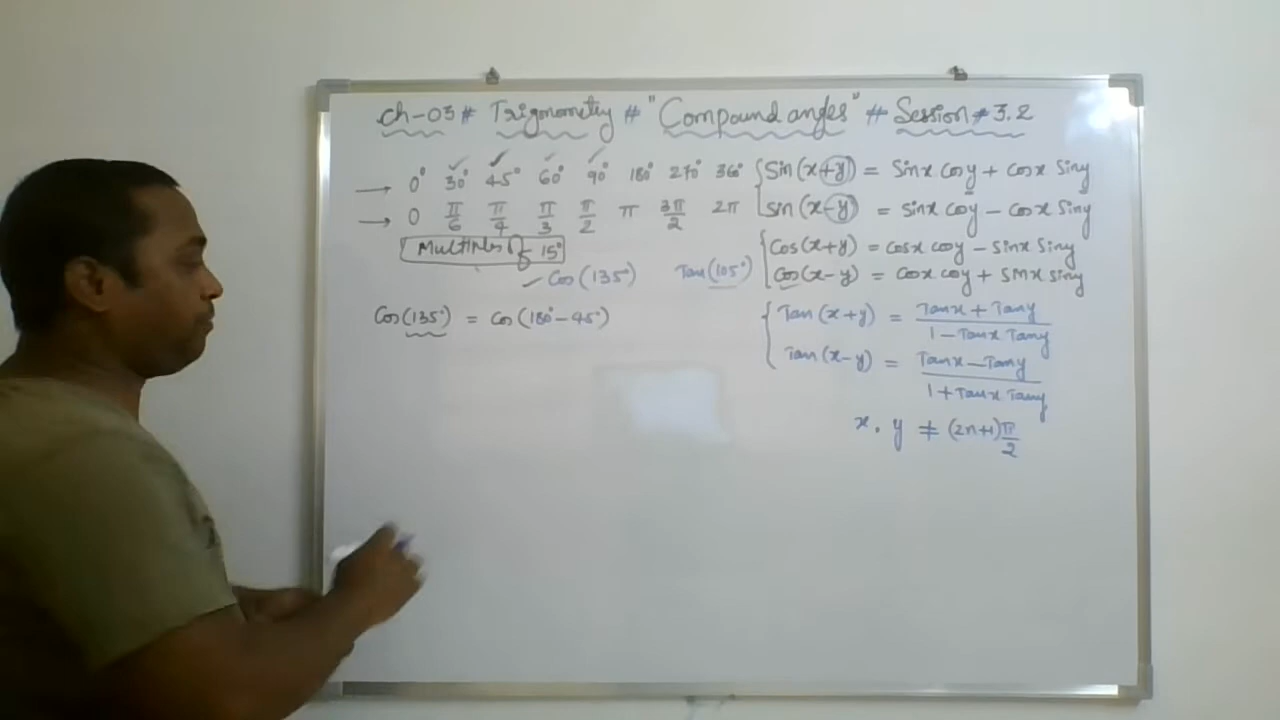 ch-03 # Trigonometry # "Compound angles" # Session # 3.2
0° 30° 45° 60° 90° 180° 270° 360°
0 π/6 π/4 π/3 π/2 π 3π/2 2π
Multiples of 15°
Cos(135°) Tan(105°)
Cos(135°) = Cos(180° - 45°)
Sin(x+y) = Sinx Cosy + Cosx Siny
Sin(x-y) = Sinx Cosy - Cosx Siny
Cos(x+y) = Cosx Cosy - Sinx Siny
Cos(x-y) = Cosx Cosy + Sinx Siny
Tan(x+y) = Tanx + Tany / 1 - Tanx Tany
Tan(x-y) = Tanx - Tany / 1 + Tanx Tany
x, y ≠ (2n+1)π/2